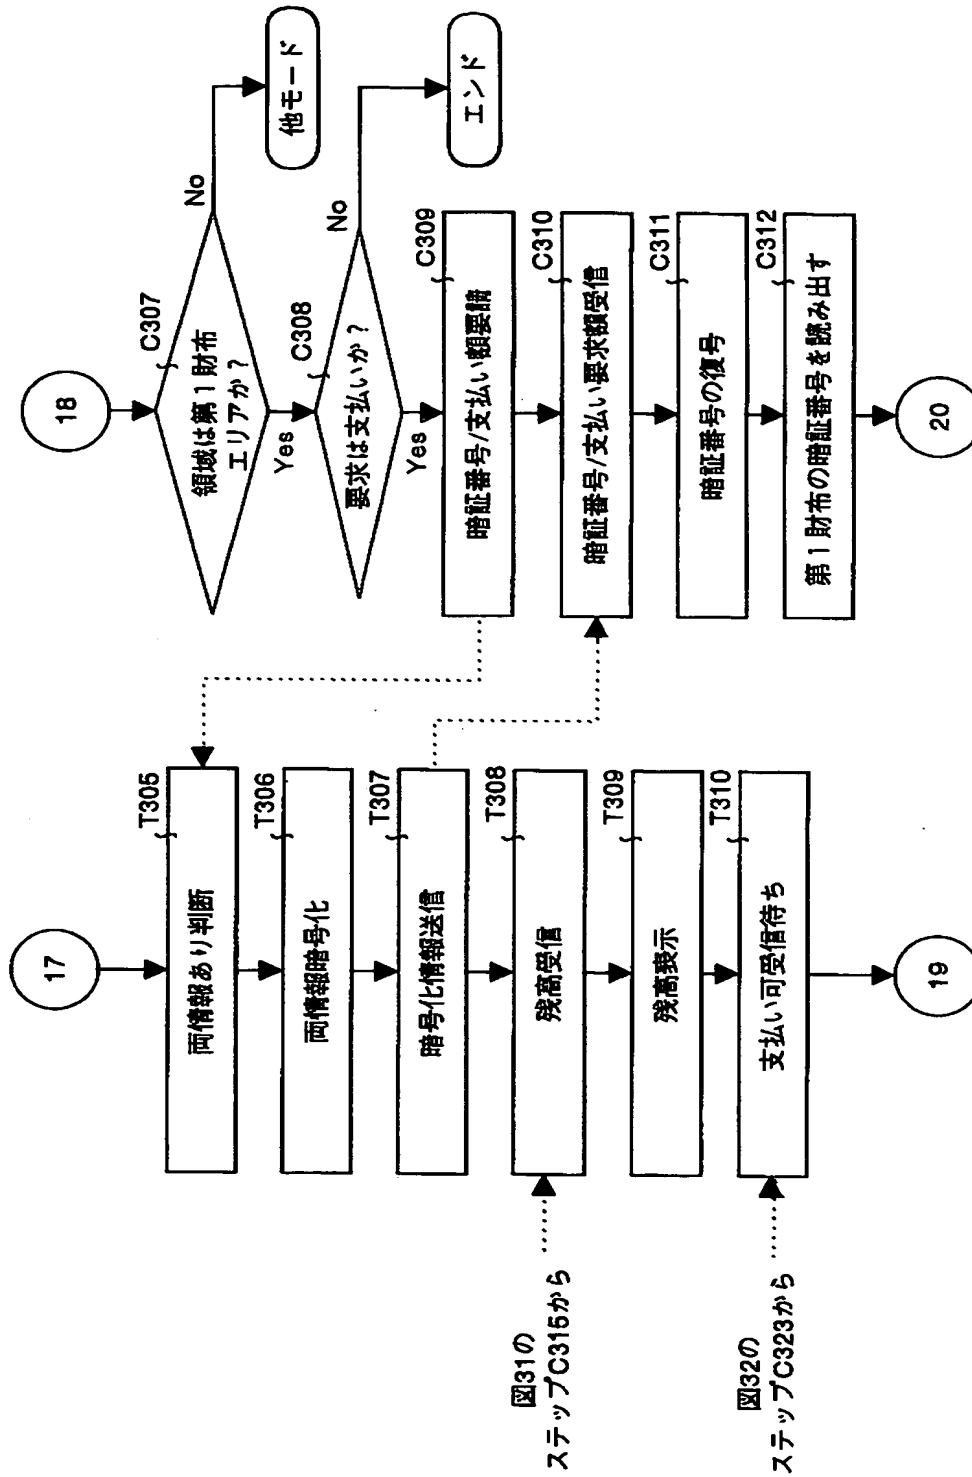 17
T305
両情報あり判断
T306
両情報暗号化
T307
暗号化情報送信
T308
残高受信
T309
残高表示
T310
支払い可受信待ち
19
図31の
ステップC315から
図32の
ステップC323から
18
C307
領域は第1財布
エリアか?
No
他モード
Yes
C308
要求は支払いか?
No
エンド
Yes
C309
暗証番号/支払い額要請
C310
暗証番号/支払い要求額受信
C311
暗証番号の復号
C312
第1財布の暗証番号を読み出す
20